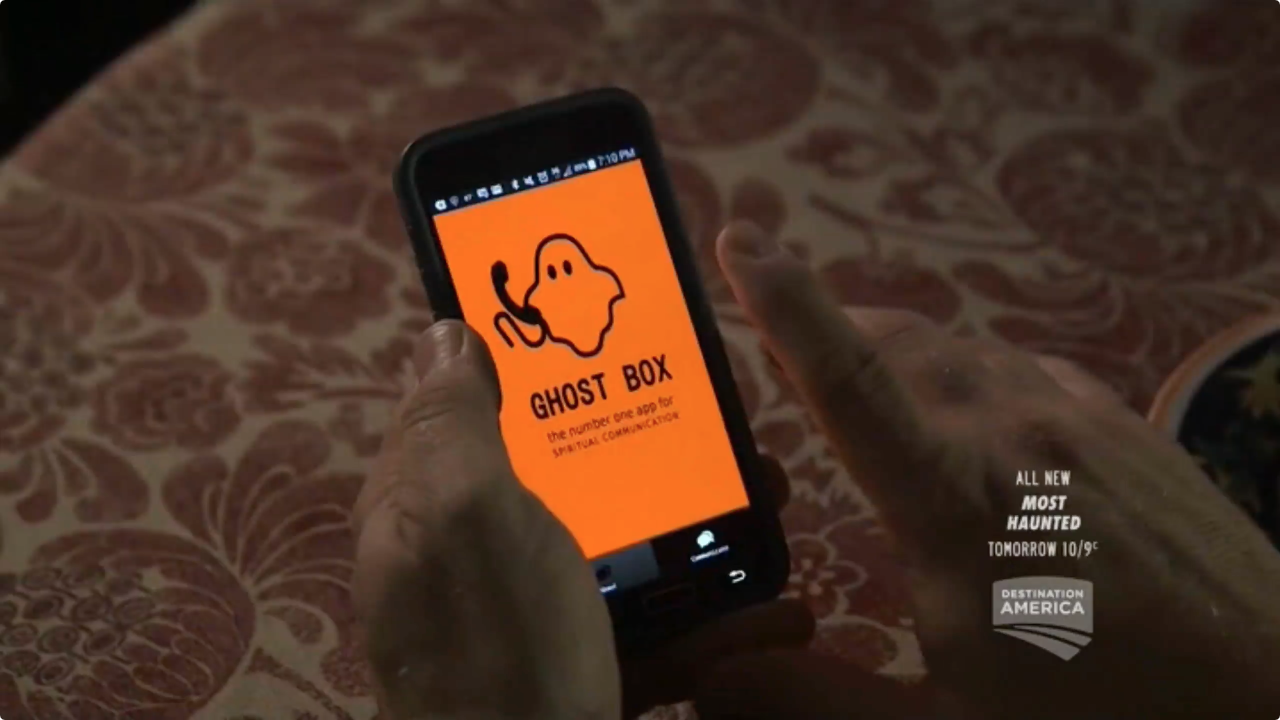 7:10 PM
GHOST BOX
the number one app for
SPIRITUAL COMMUNICATION
ALL NEW
MOST
HAUNTED
TOMORROW 10/9c
DESTINATION
AMERICA